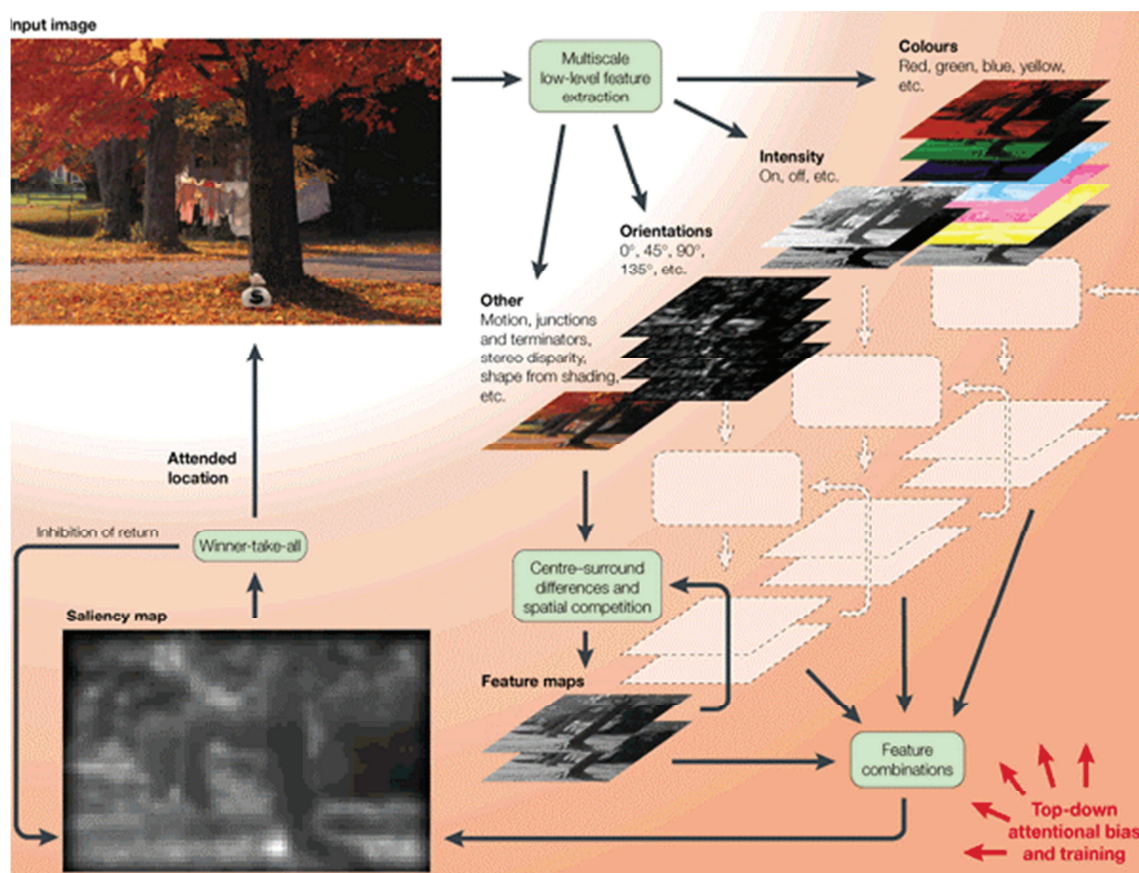 Input image
Multiscale
low-level feature
extraction
Colours
Red, green, blue, yellow,
etc.
Intensity
On, off, etc.
Orientations
0°, 45°, 90°,
135°, etc.
Other
Motion, junctions
and terminators,
stereo disparity,
shape from shading,
etc.
S
Attended
location
Inhibition of return
Winner-take-all
Centre–surround
differences and
spatial competition
Saliency map
Feature maps
Feature
combinations
Top-down
attentional bias
and training